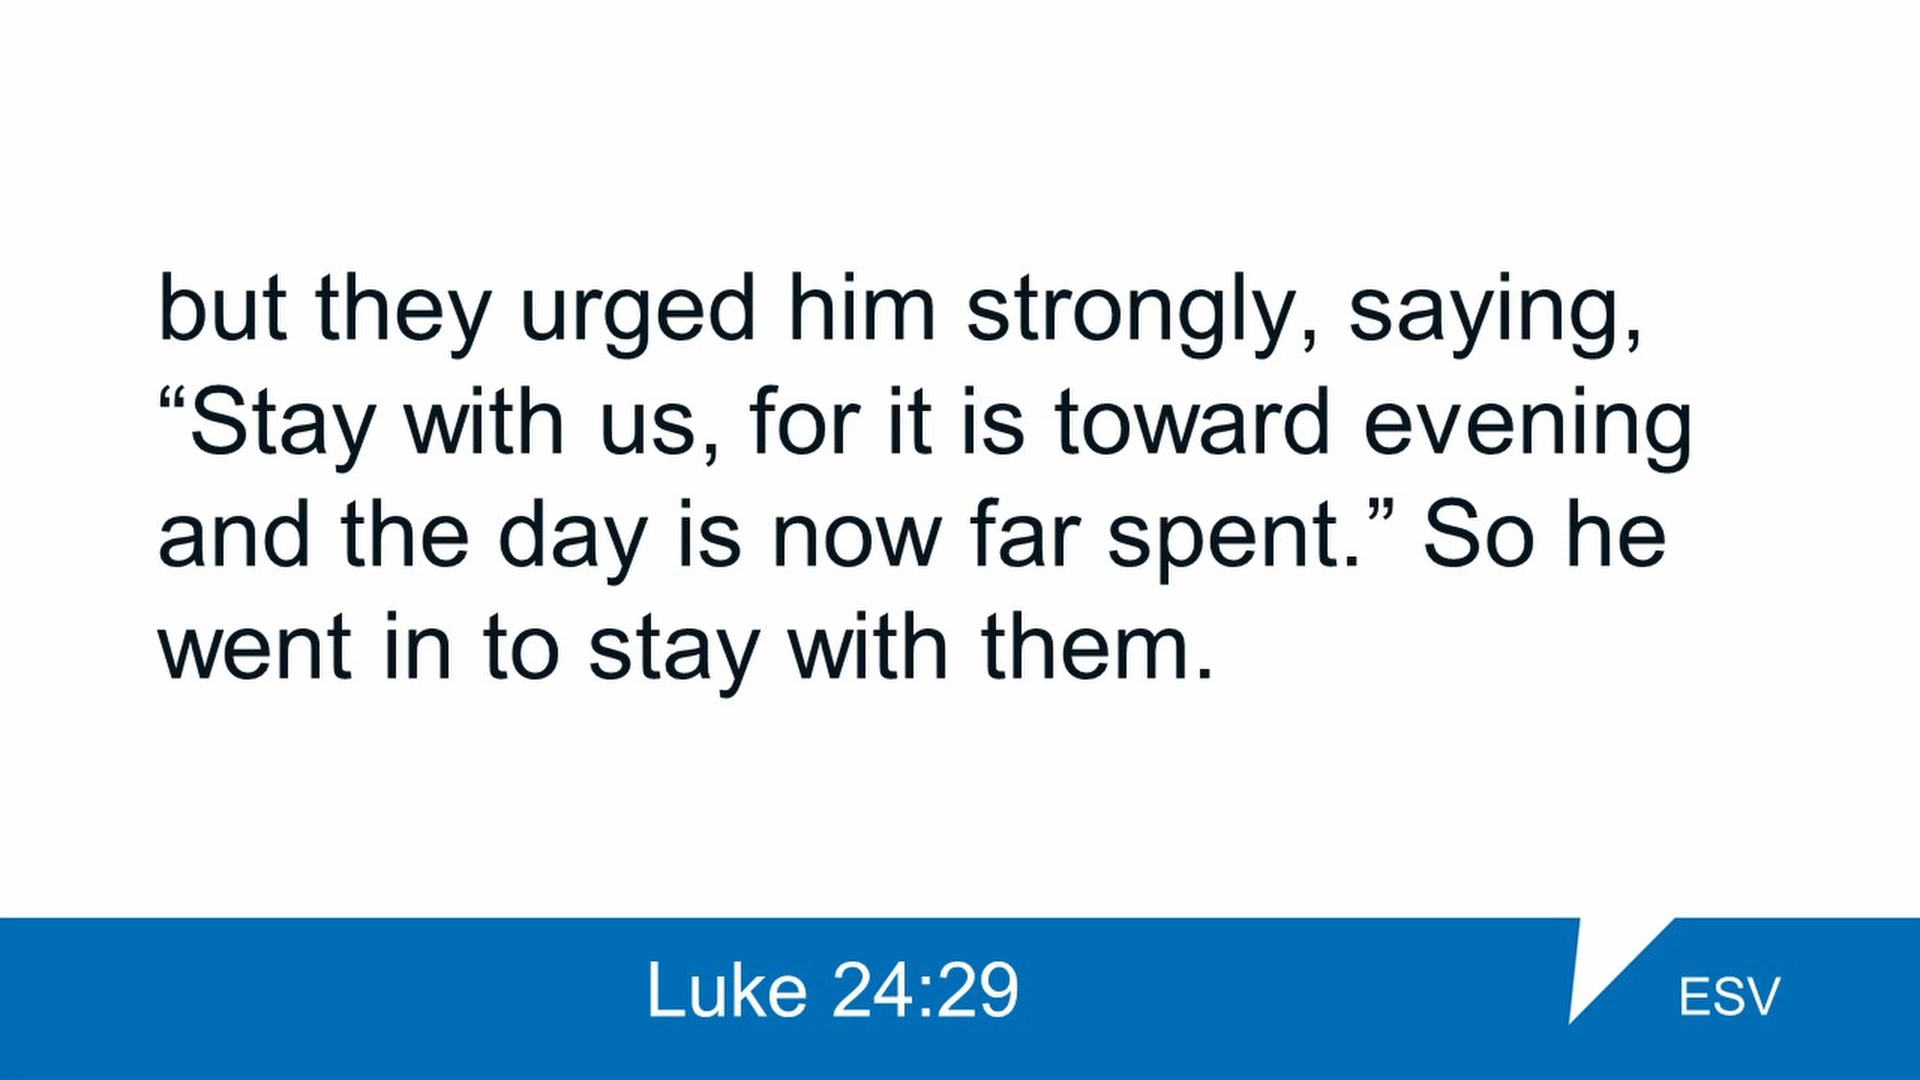 but they urged him strongly, saying,
“Stay with us, for it is toward evening
and the day is now far spent.” So he
went in to stay with them.
Luke 24:29
ESV